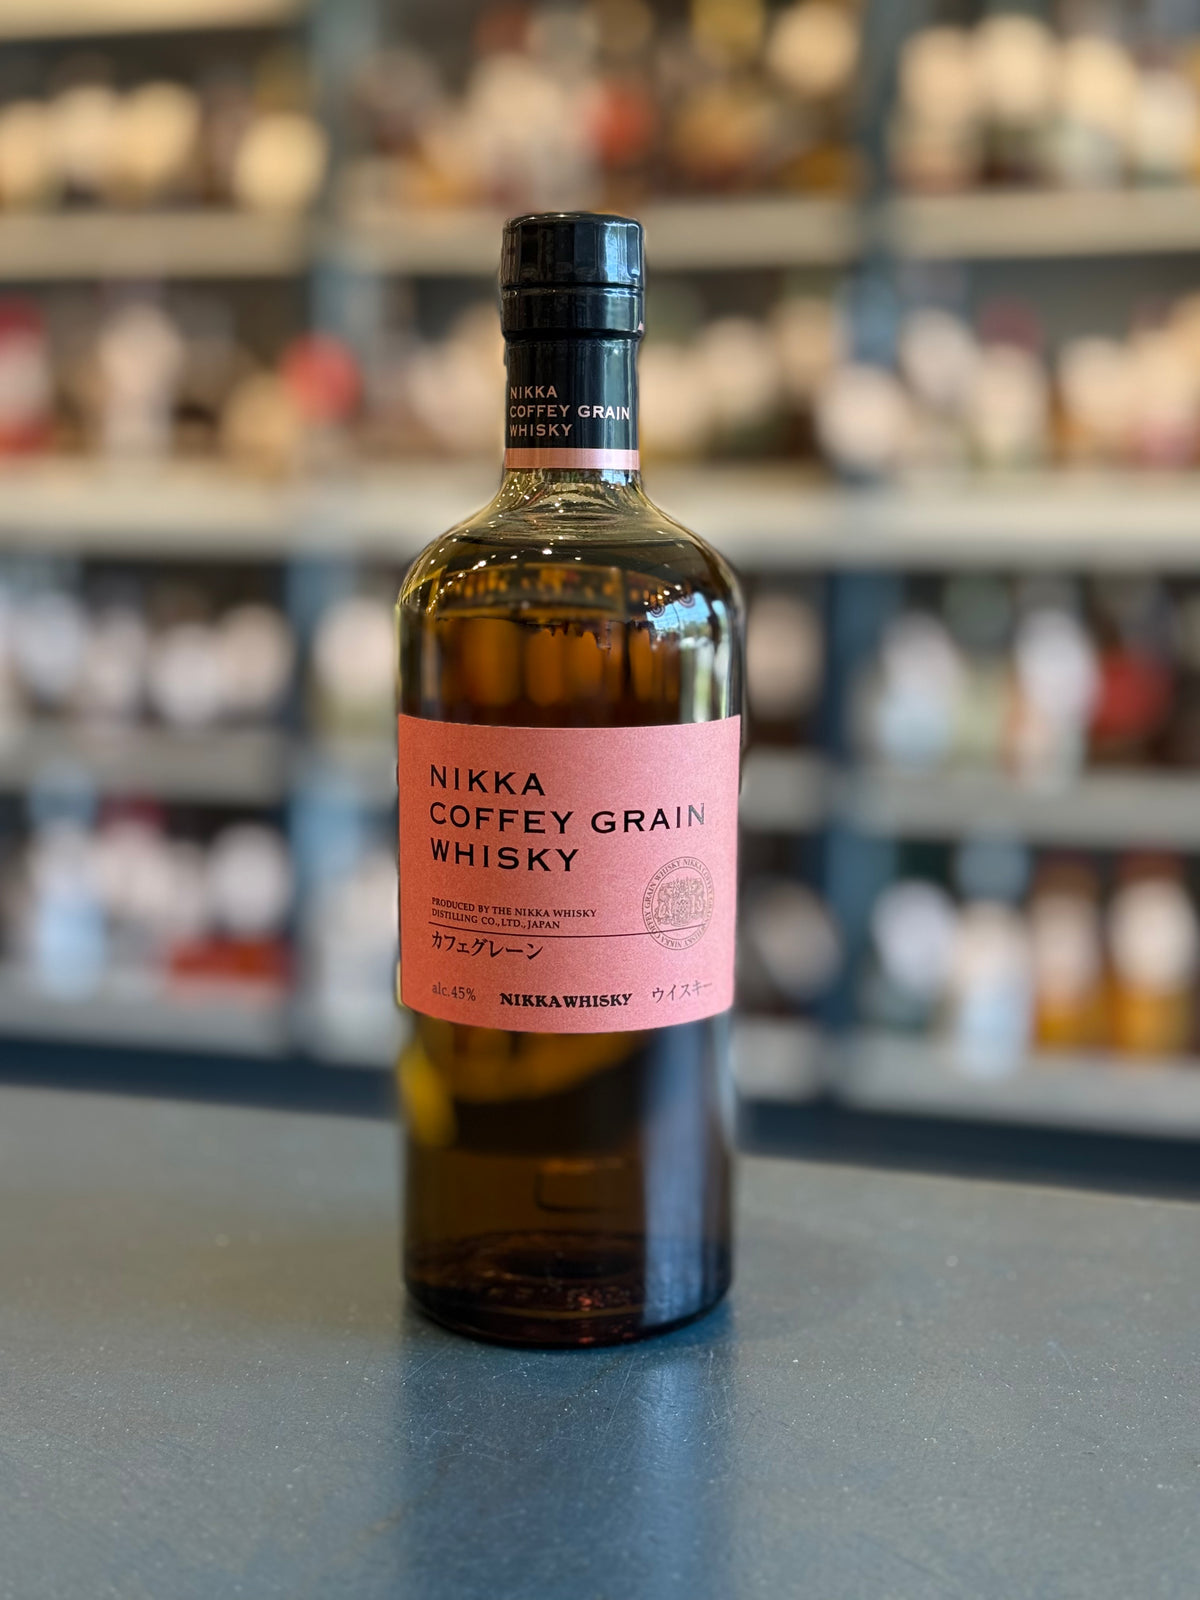 NIKKA
COFFEY GRAIN
WHISKY
NIKKA
COFFEY GRAIN
WHISKY
PRODUCED BY THE NIKKA WHISKY
DISTILLING CO., LTD., JAPAN
カフェグレーン
alc.45% NIKKA WHISKY ウイスキー